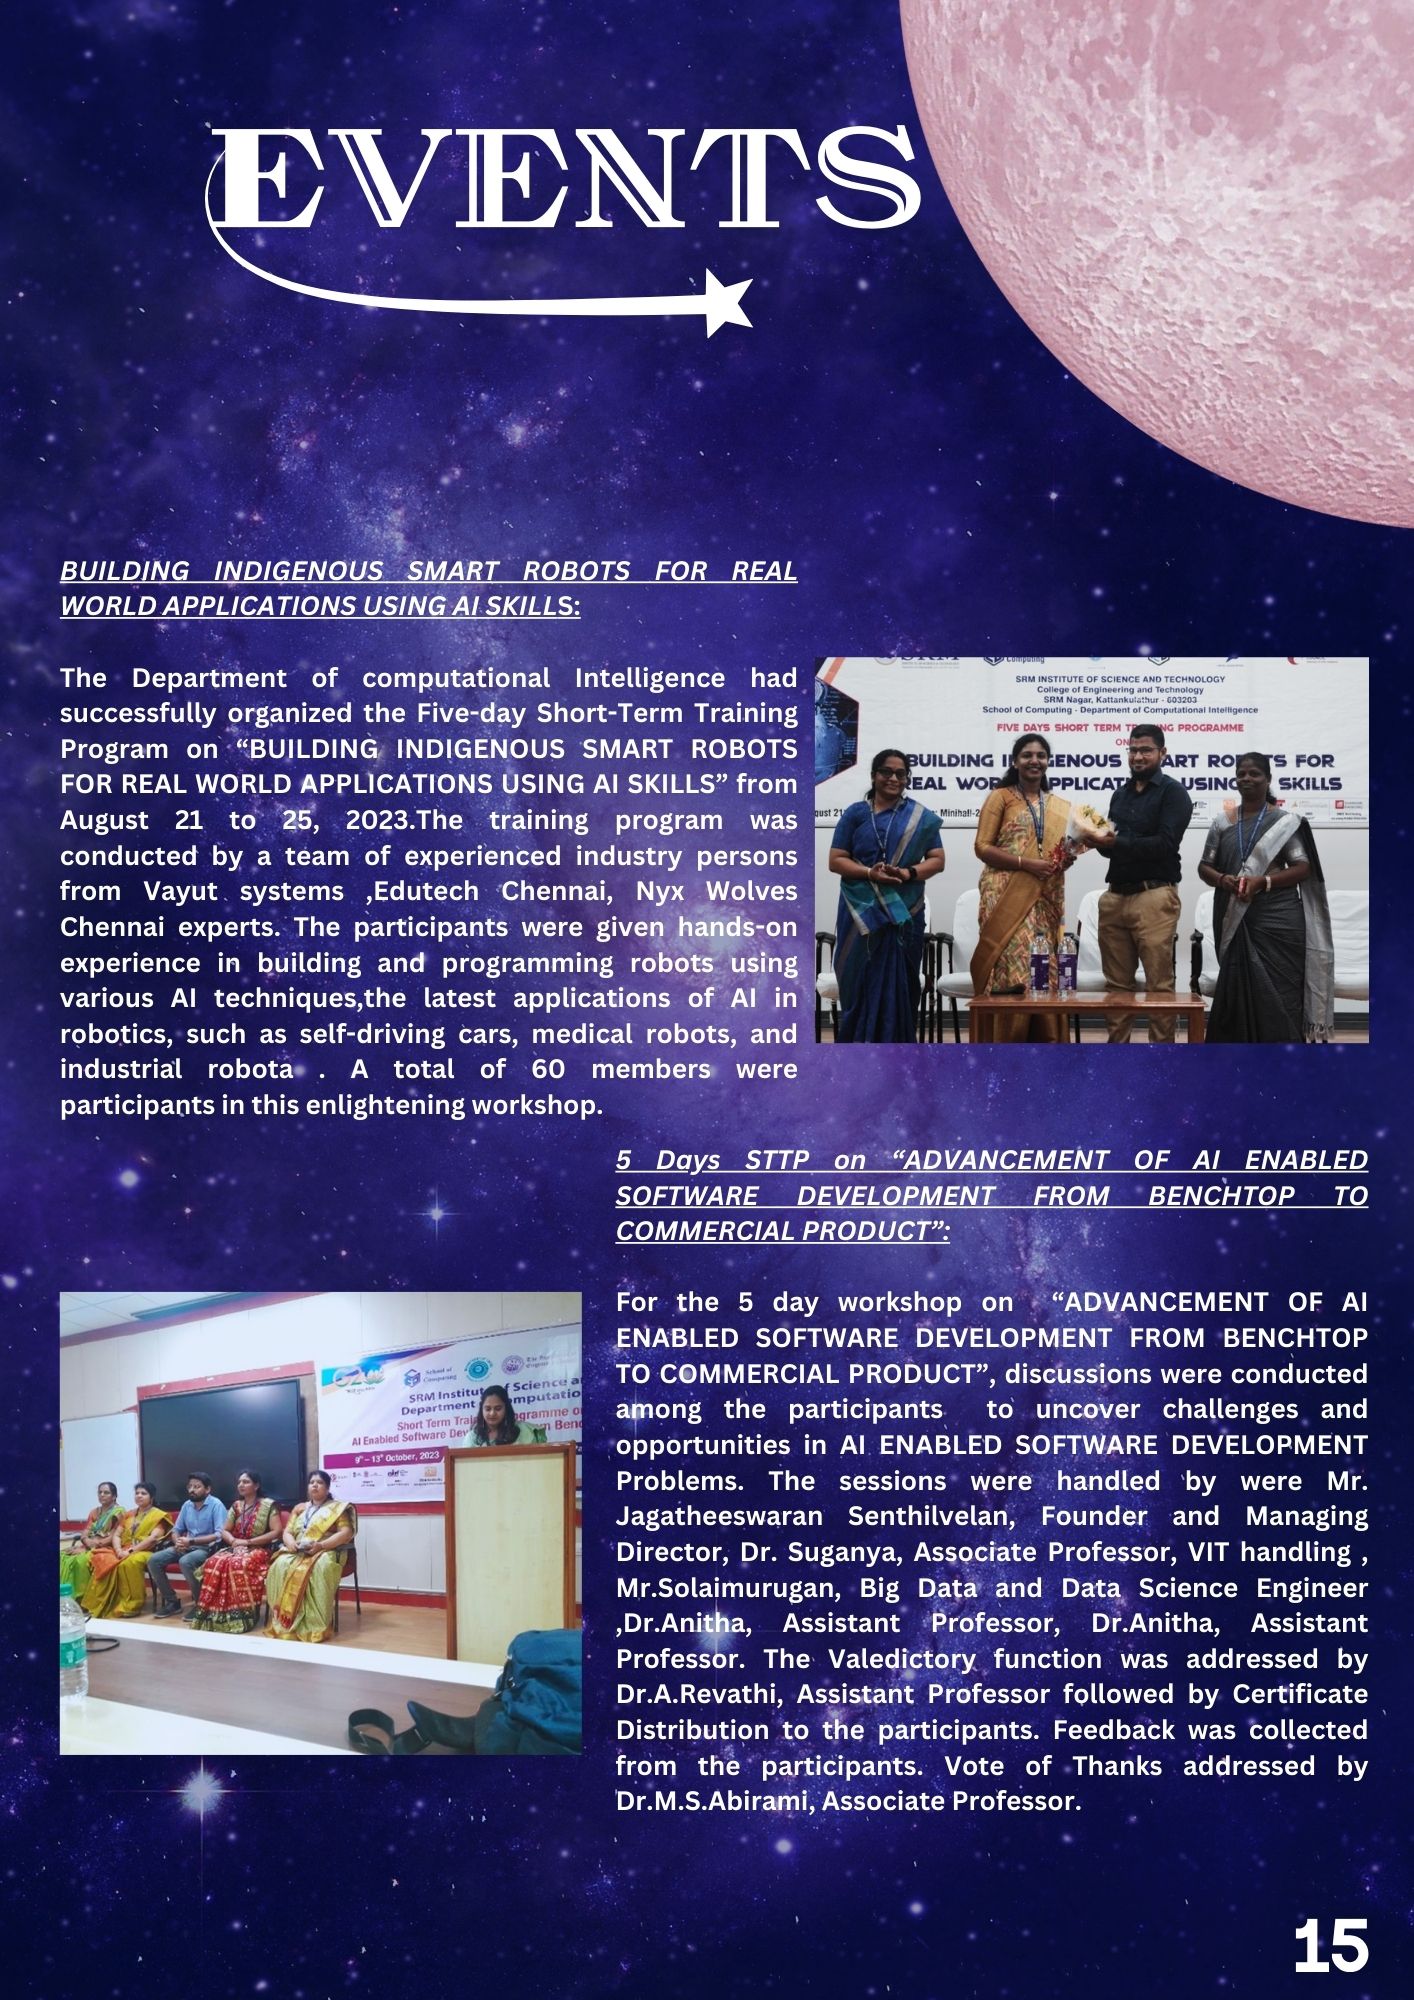 EVENTS
BUILDING INDIGENOUS SMART ROBOTS FOR REAL
WORLD APPLICATIONS USING AI SKILLS:
The Department of computational Intelligence had
successfully organized the Five-day Short-Term Training
Program on “BUILDING INDIGENOUS SMART ROBOTS
FOR REAL WORLD APPLICATIONS USING AI SKILLS” from
August 21 to 25, 2023.The training program was
conducted by a team of experienced industry persons
from Vayut systems ,Edutech Chennai, Nyx Wolves
Chennai experts. The participants were given hands-on
experience in building and programming robots using
various AI techniques,the latest applications of AI in
robotics, such as self-driving cars, medical robots, and
industrial robota . A total of 60 members were
participants in this enlightening workshop.
SRM
Computing
SRM INSTITUTE OF SCIENCE AND TECHNOLOGY
College of Engineering and Technology
SRM Nagar, Kattankulathur - 603203
School of Computing - Department of Computational Intelligence
FIVE DAYS SHORT TERM PROGRAMME
BUILDING ROBOTS FOR
REAL USING SKILLS
5 Days STTP on “ADVANCEMENT OF AI ENABLED
SOFTWARE DEVELOPMENT FROM BENCHTOP TO
COMMERCIAL PRODUCT”:
For the 5 day workshop on “ADVANCEMENT OF AI
ENABLED SOFTWARE DEVELOPMENT FROM BENCHTOP
TO COMMERCIAL PRODUCT”, discussions were conducted
among the participants to uncover challenges and
opportunities in AI ENABLED SOFTWARE DEVELOPMENT
Problems. The sessions were handled by were Mr.
Jagatheeswaran Senthilvelan, Founder and Managing
Director, Dr. Suganya, Associate Professor, VIT handling ,
Mr.Solaimurugan, Big Data and Data Science Engineer
,Dr.Anitha, Assistant Professor, Dr.Anitha, Assistant
Professor. The Valedictory function was addressed by
Dr.A.Revathi, Assistant Professor followed by Certificate
Distribution to the participants. Feedback was collected
from the participants. Vote of Thanks addressed by
Dr.M.S.Abirami, Associate Professor.
School of
Computing
SRM Institute of Science
Department
Short Term
AI Enabled Software
9th – 13th October, 2023
15